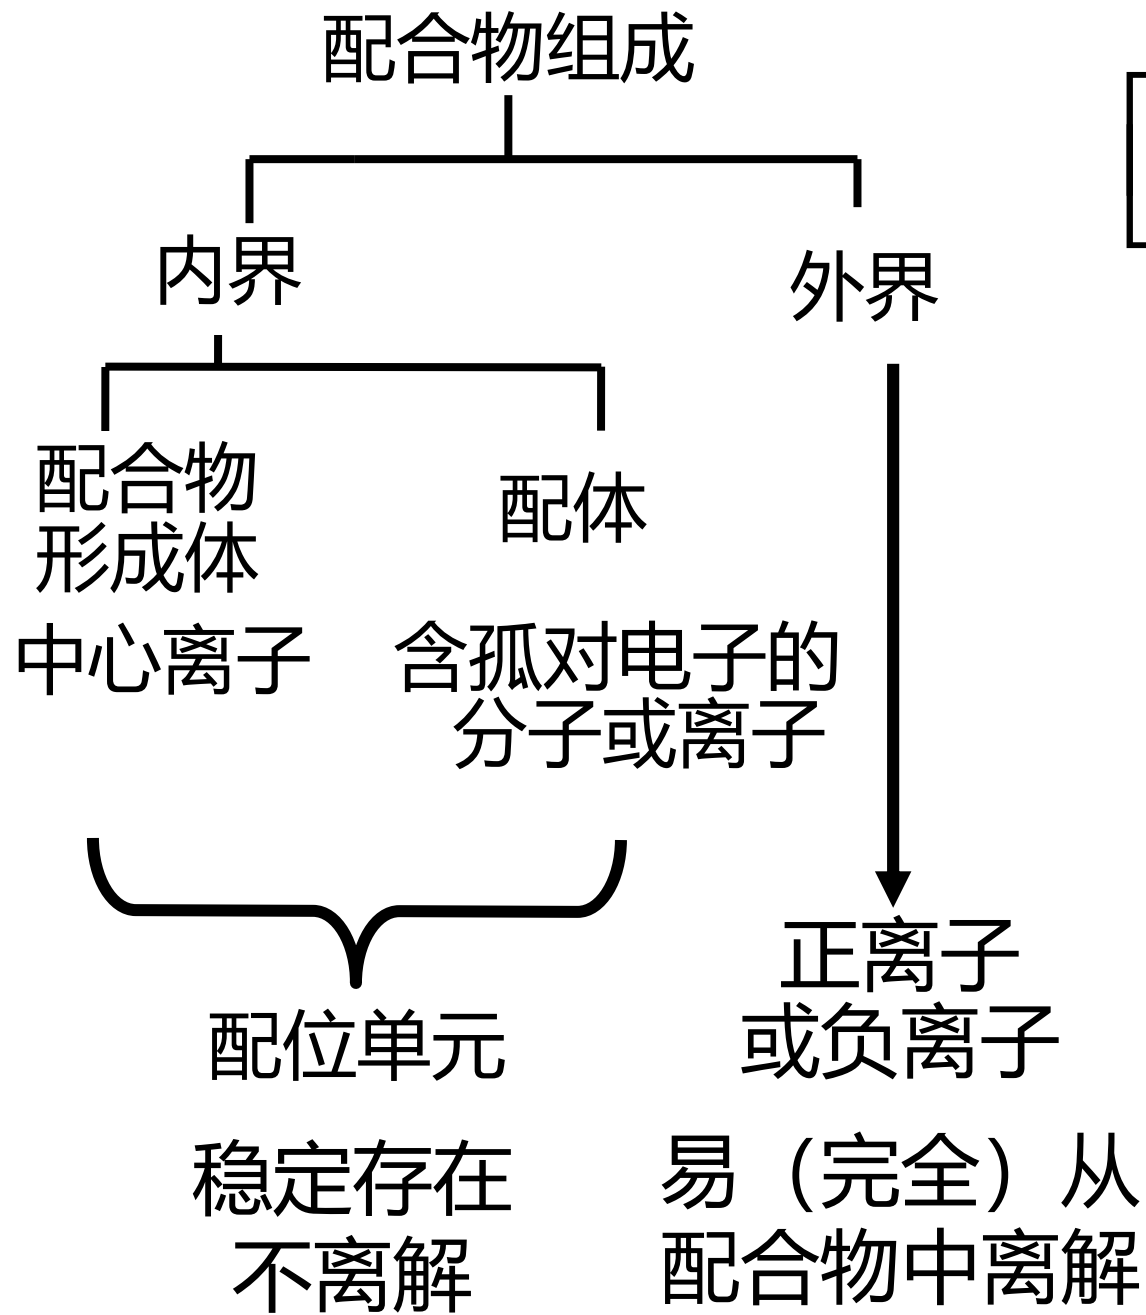 配合物组成
内界
外界
配合物
形成体
配体
中心离子
含孤对电子的
分子或离子
正离子
或负离子
配位单元
稳定存在
不离解
易（完全）从
配合物中离解